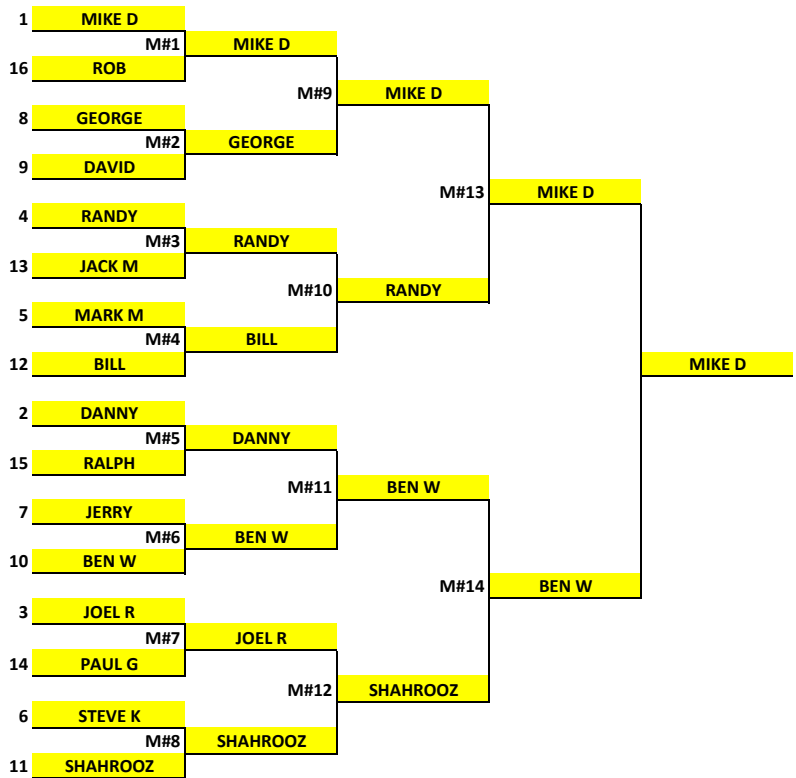 1 MIKE D
M#1 MIKE D
16 ROB
M#9 MIKE D
8 GEORGE
M#2 GEORGE
9 DAVID
M#13 MIKE D
4 RANDY
M#3 RANDY
13 JACK M
M#10 RANDY
5 MARK M
M#4 BILL
12 BILL
MIKE D
2 DANNY
M#5 DANNY
15 RALPH
M#11 BEN W
7 JERRY
M#6 BEN W
10 BEN W
M#14 BEN W
3 JOEL R
M#7 JOEL R
14 PAUL G
M#12 SHAHROOZ
6 STEVE K
M#8 SHAHROOZ
11 SHAHROOZ